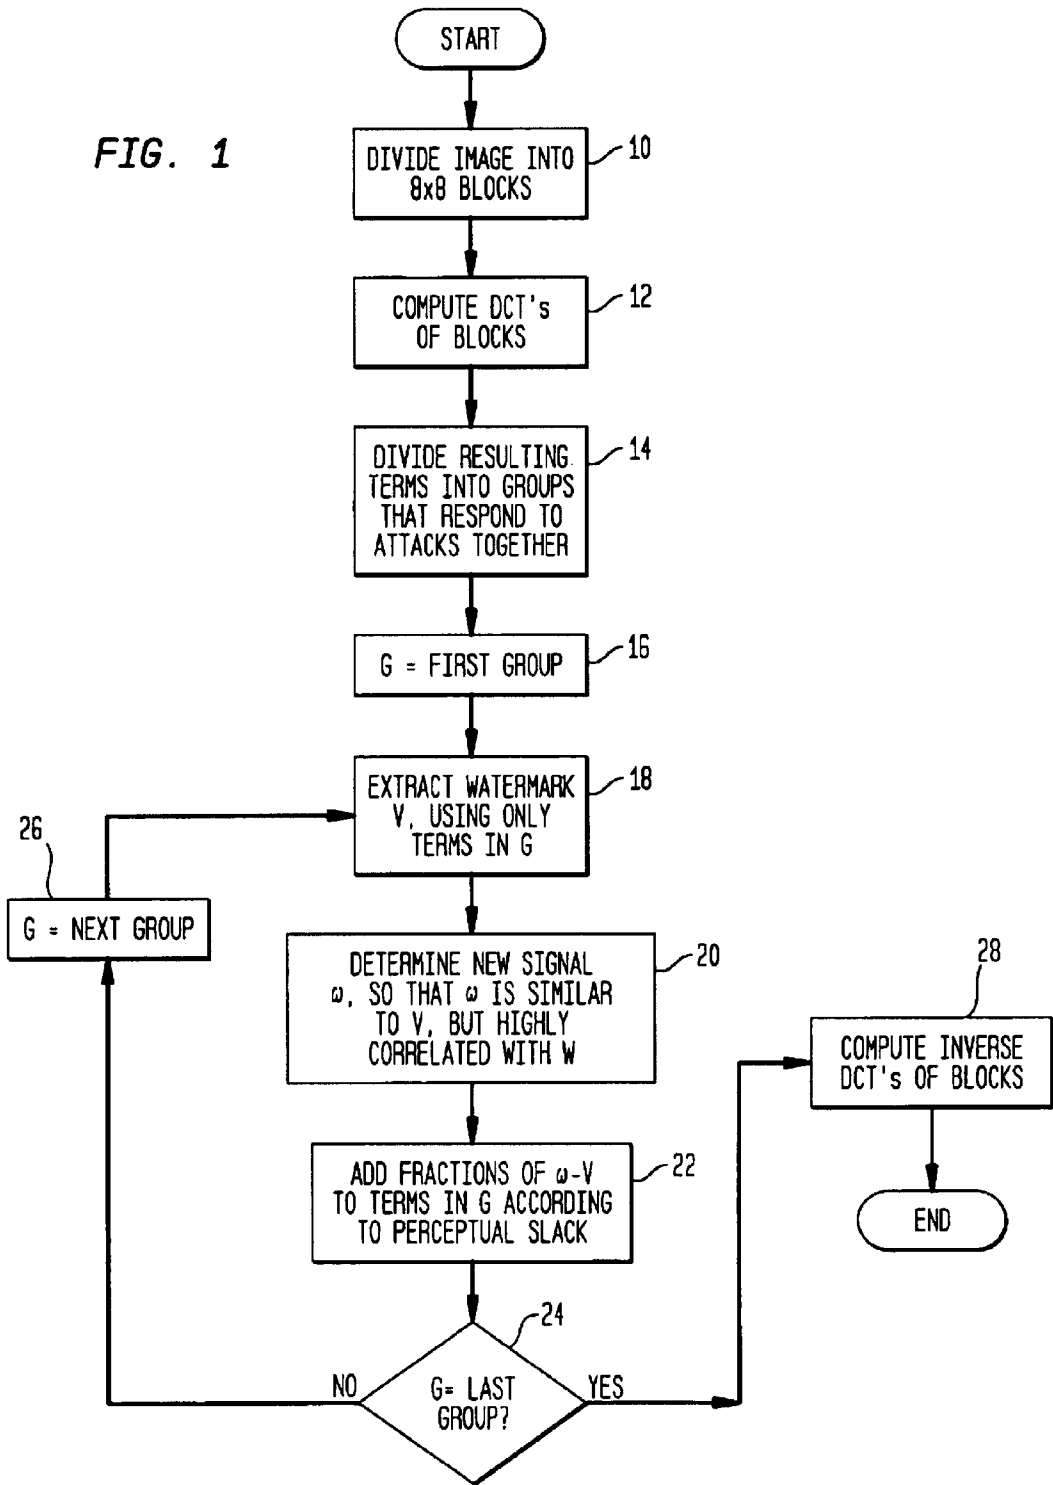 START
FIG. 1
10
DIVIDE IMAGE INTO
8x8 BLOCKS
12
COMPUTE DCT's
OF BLOCKS
14
DIVIDE RESULTING
TERMS INTO GROUPS
THAT RESPOND TO
ATTACKS TOGETHER
16
G = FIRST GROUP
18
EXTRACT WATERMARK
V, USING ONLY
TERMS IN G
26
G = NEXT GROUP
20
DETERMINE NEW SIGNAL
ω, SO THAT ω IS SIMILAR
TO V, BUT HIGHLY
CORRELATED WITH W
28
COMPUTE INVERSE
DCT's OF BLOCKS
22
ADD FRACTIONS OF ω-V
TO TERMS IN G ACCORDING
TO PERCEPTUAL SLACK
END
24
NO
G= LAST
GROUP?
YES